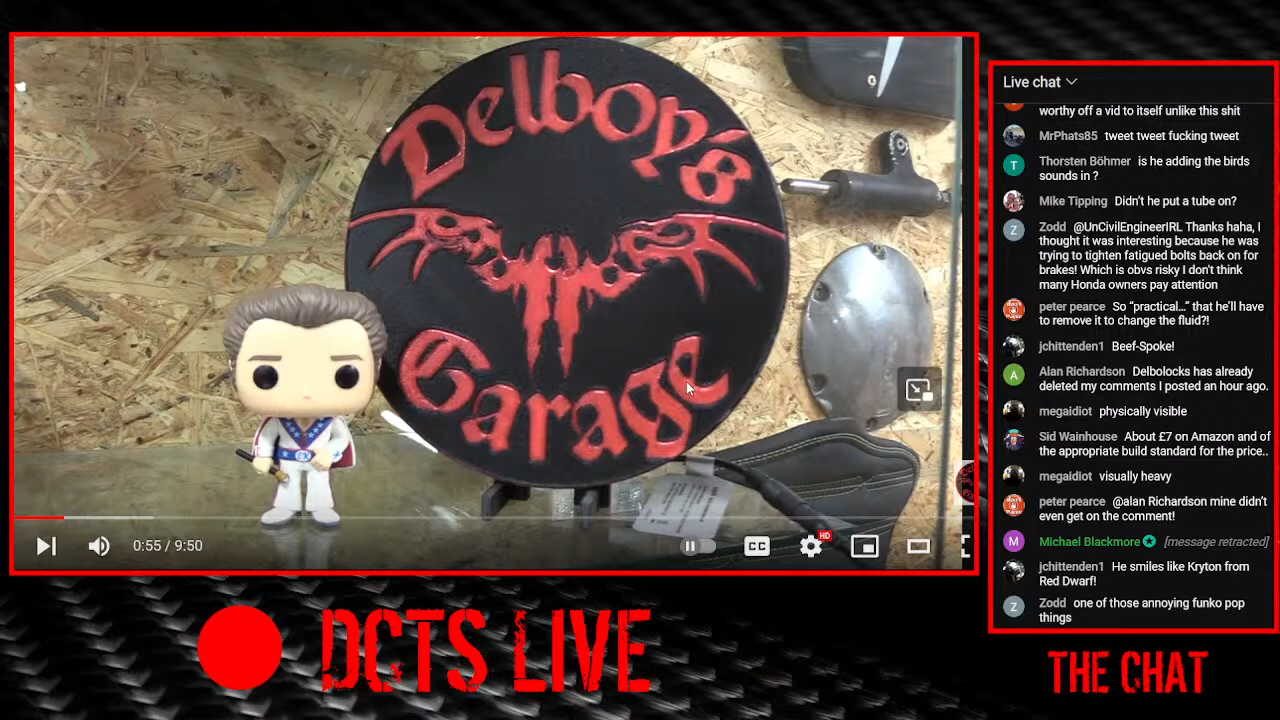 Delboy's
Garage
0:55 / 9:50
CC
HD
DCTS LIVE
Live chat
worthy off a vid to itself unlike this shit
MrPhats85 tweet tweet fucking tweet
Thorsten Böhmer is he adding the birds
sounds in ?
Mike Tipping Didn't he put a tube on?
Zodd @UnCivilEngineerIRL Thanks haha, I
thought it was interesting because he was
trying to tighten fatigued bolts back on for
brakes! Which is obvs risky I don't think
many Honda owners pay attention
peter pearce So “practical…” that he’ll have
to remove it to change the fluid?!
jchittenden1 Beef-Spoke!
Alan Richardson Delbolocks has already
deleted my comments I posted an hour ago.
megaidiot physically visible
Sid Wainhouse About £7 on Amazon and of
the appropriate build standard for the price..
megaidiot visually heavy
peter pearce @alan Richardson mine didn’t
even get on the comment!
Michael Blackmore [message retracted]
jchittenden1 He smiles like Kryton from
Red Dwarf!
Zodd one of those annoying funko pop
things
T
Z
A
M
Z
THE CHAT